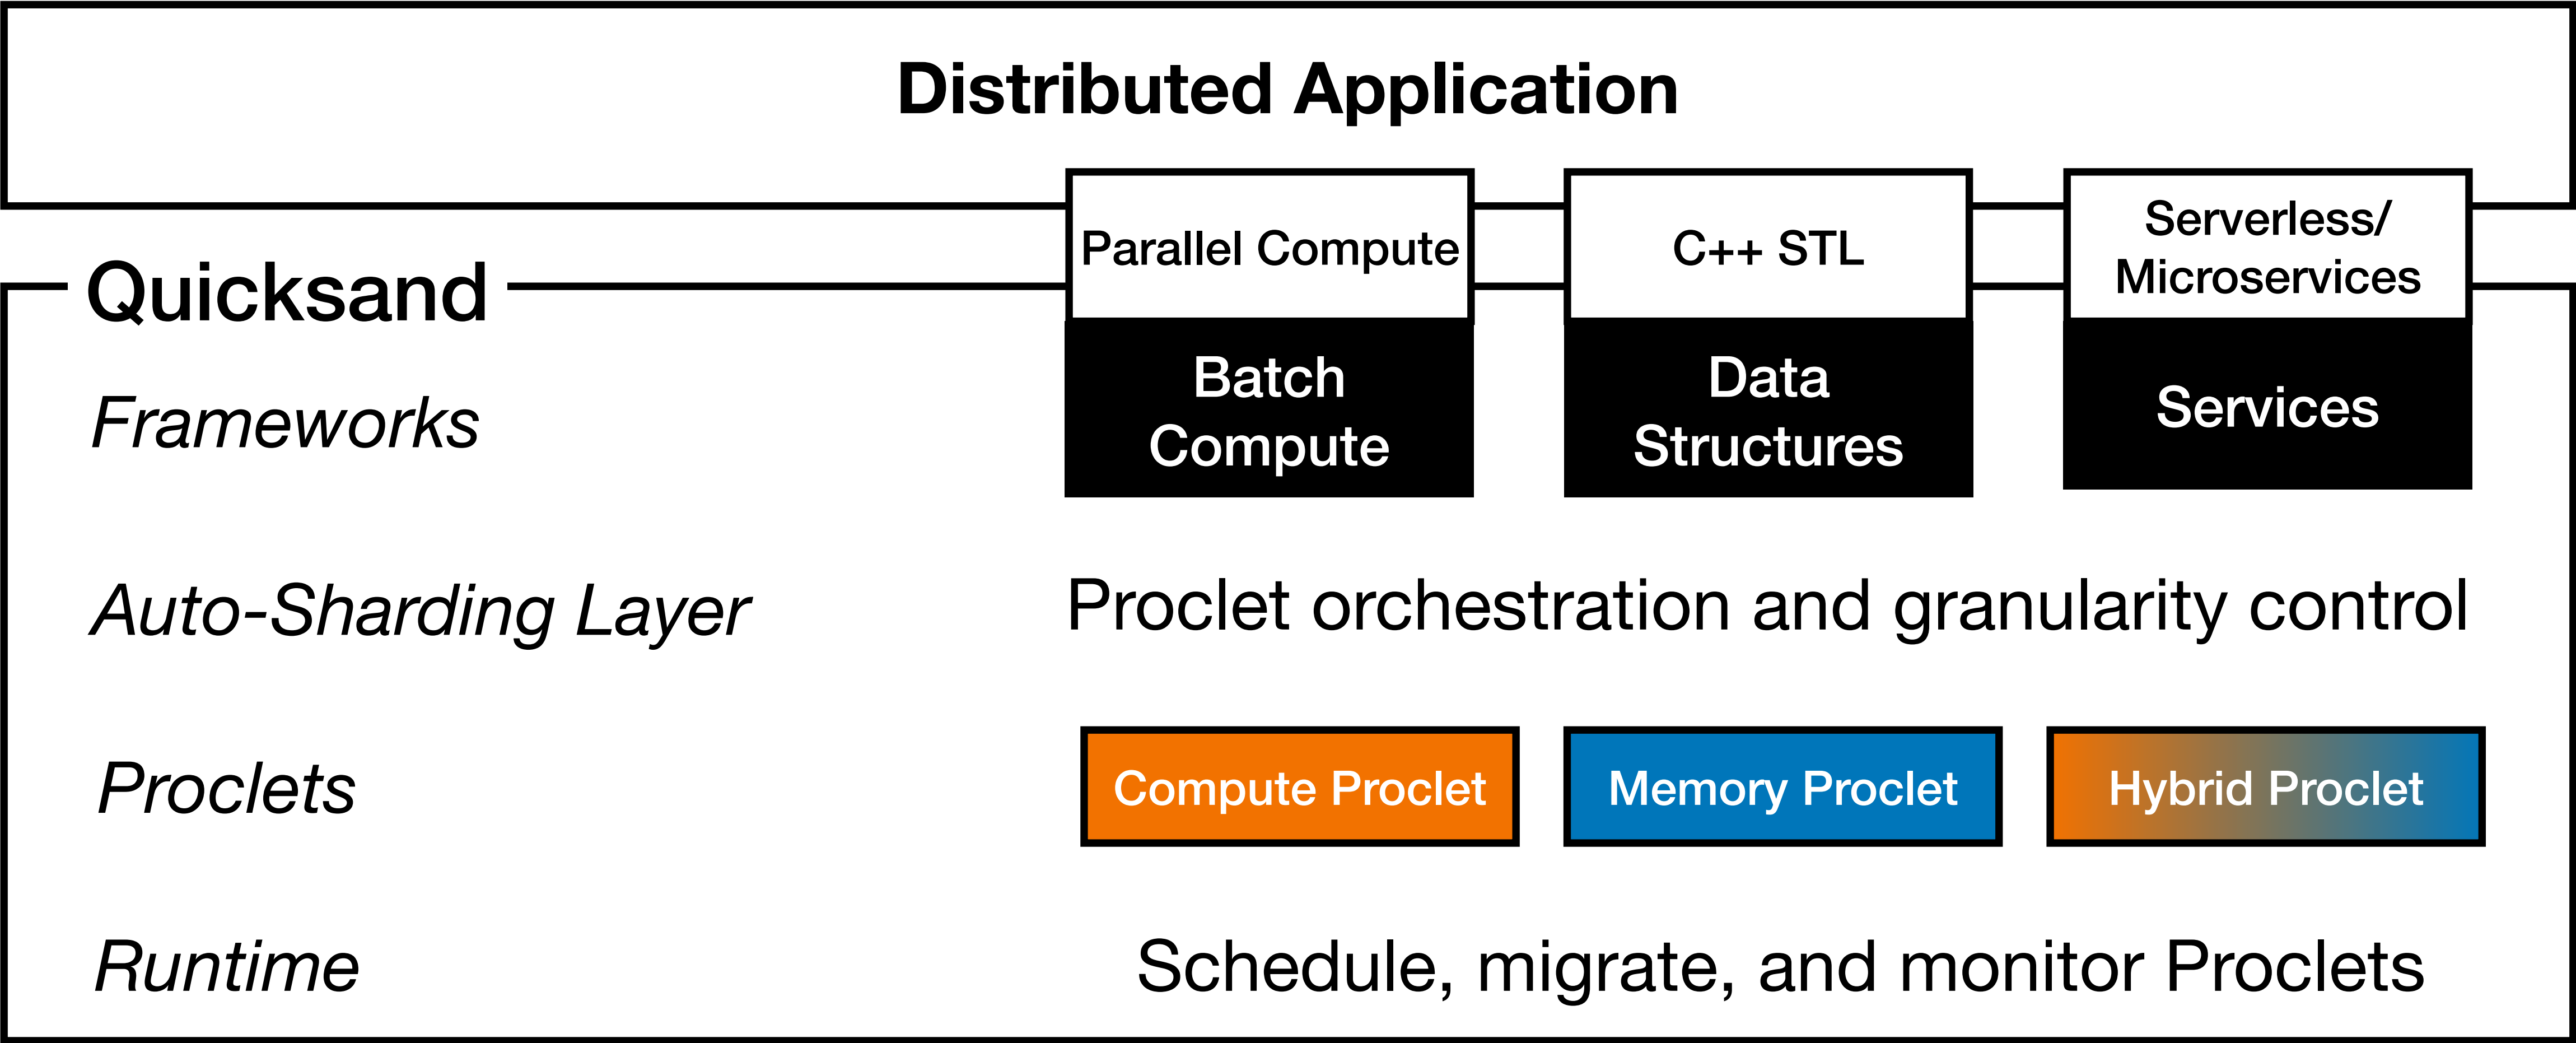 Distributed Application
Parallel Compute
C++ STL
Serverless/
Microservices
Quicksand
Frameworks
Batch
Compute
Data
Structures
Services
Auto-Sharding Layer
Proclet orchestration and granularity control
Proclets
Compute Proclet
Memory Proclet
Hybrid Proclet
Runtime
Schedule, migrate, and monitor Proclets